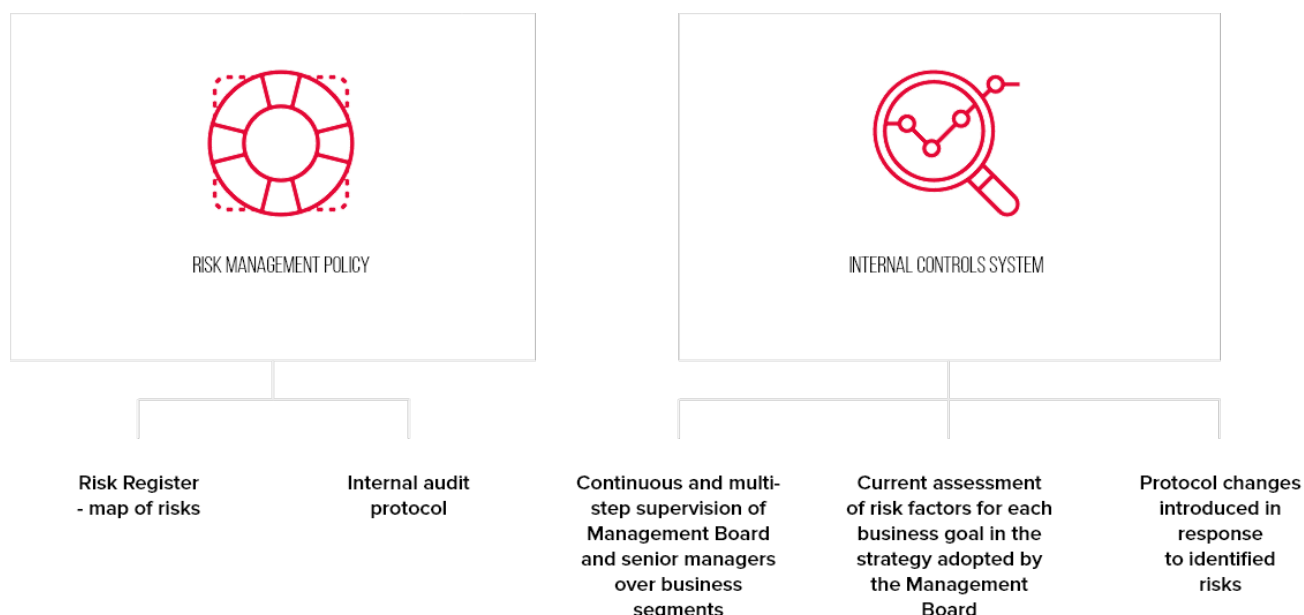 RISK MANAGEMENT POLICY
INTERNAL CONTROLS SYSTEM
Risk Register
- map of risks
Internal audit
protocol
Continuous and multi-
step supervision of
Management Board
and senior managers
over business
segments
Current assessment
of risk factors for each
business goal in the
strategy adopted by
the Management
Board
Protocol changes
introduced in
response
to identified
risks